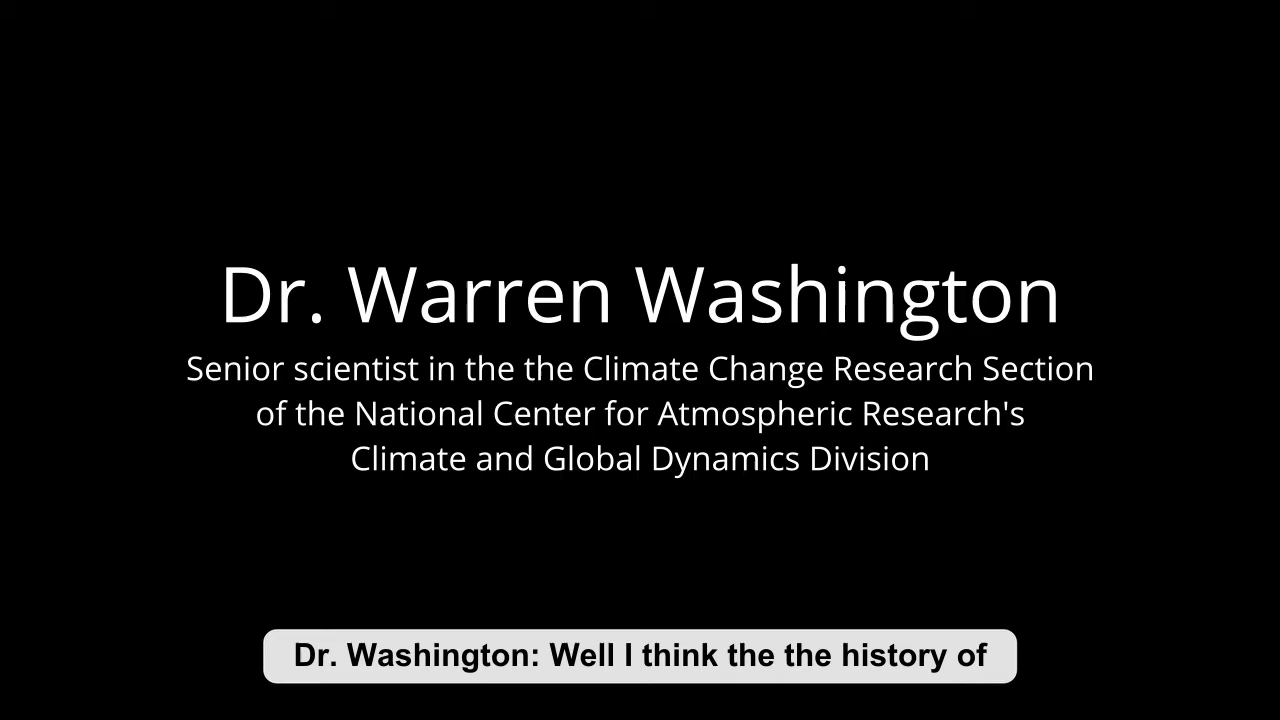 Dr. Warren Washington
Senior scientist in the the Climate Change Research Section
of the National Center for Atmospheric Research's
Climate and Global Dynamics Division
Dr. Washington: Well I think the the history of